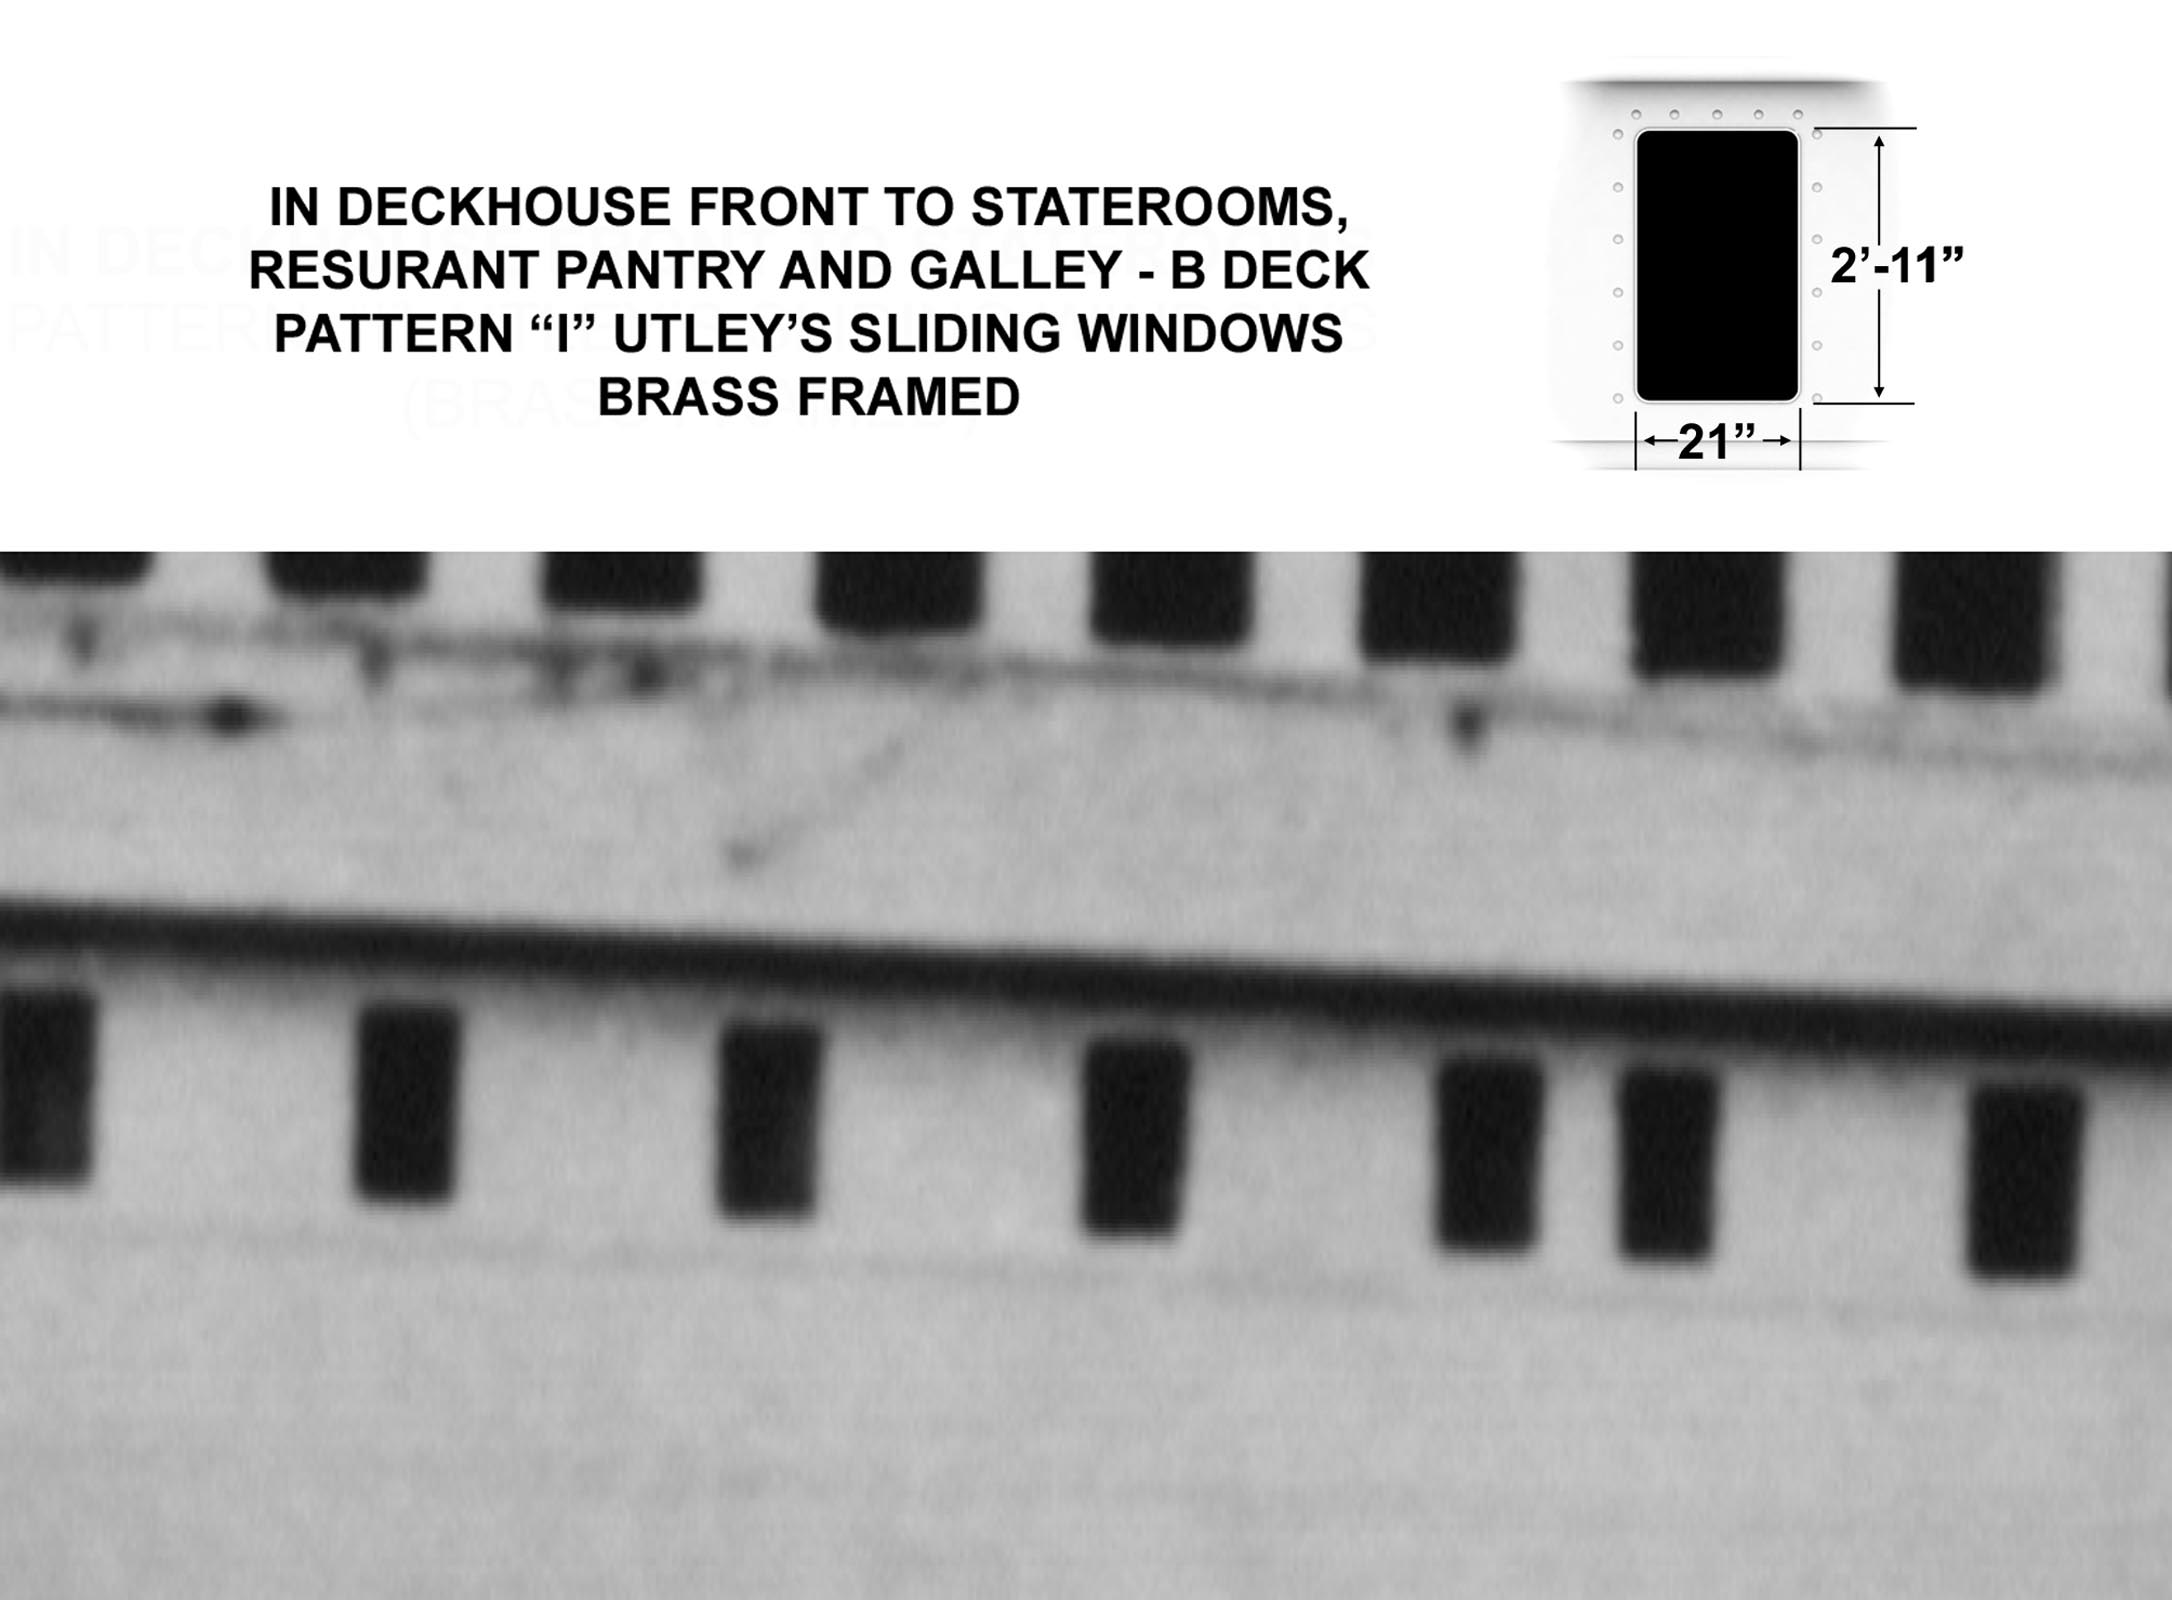 IN DECKHOUSE FRONT TO STATEROOMS,
RESURANT PANTRY AND GALLEY - B DECK
PATTERN “I” UTLEY’S SLIDING WINDOWS
BRASS FRAMED
2’-11”
21”